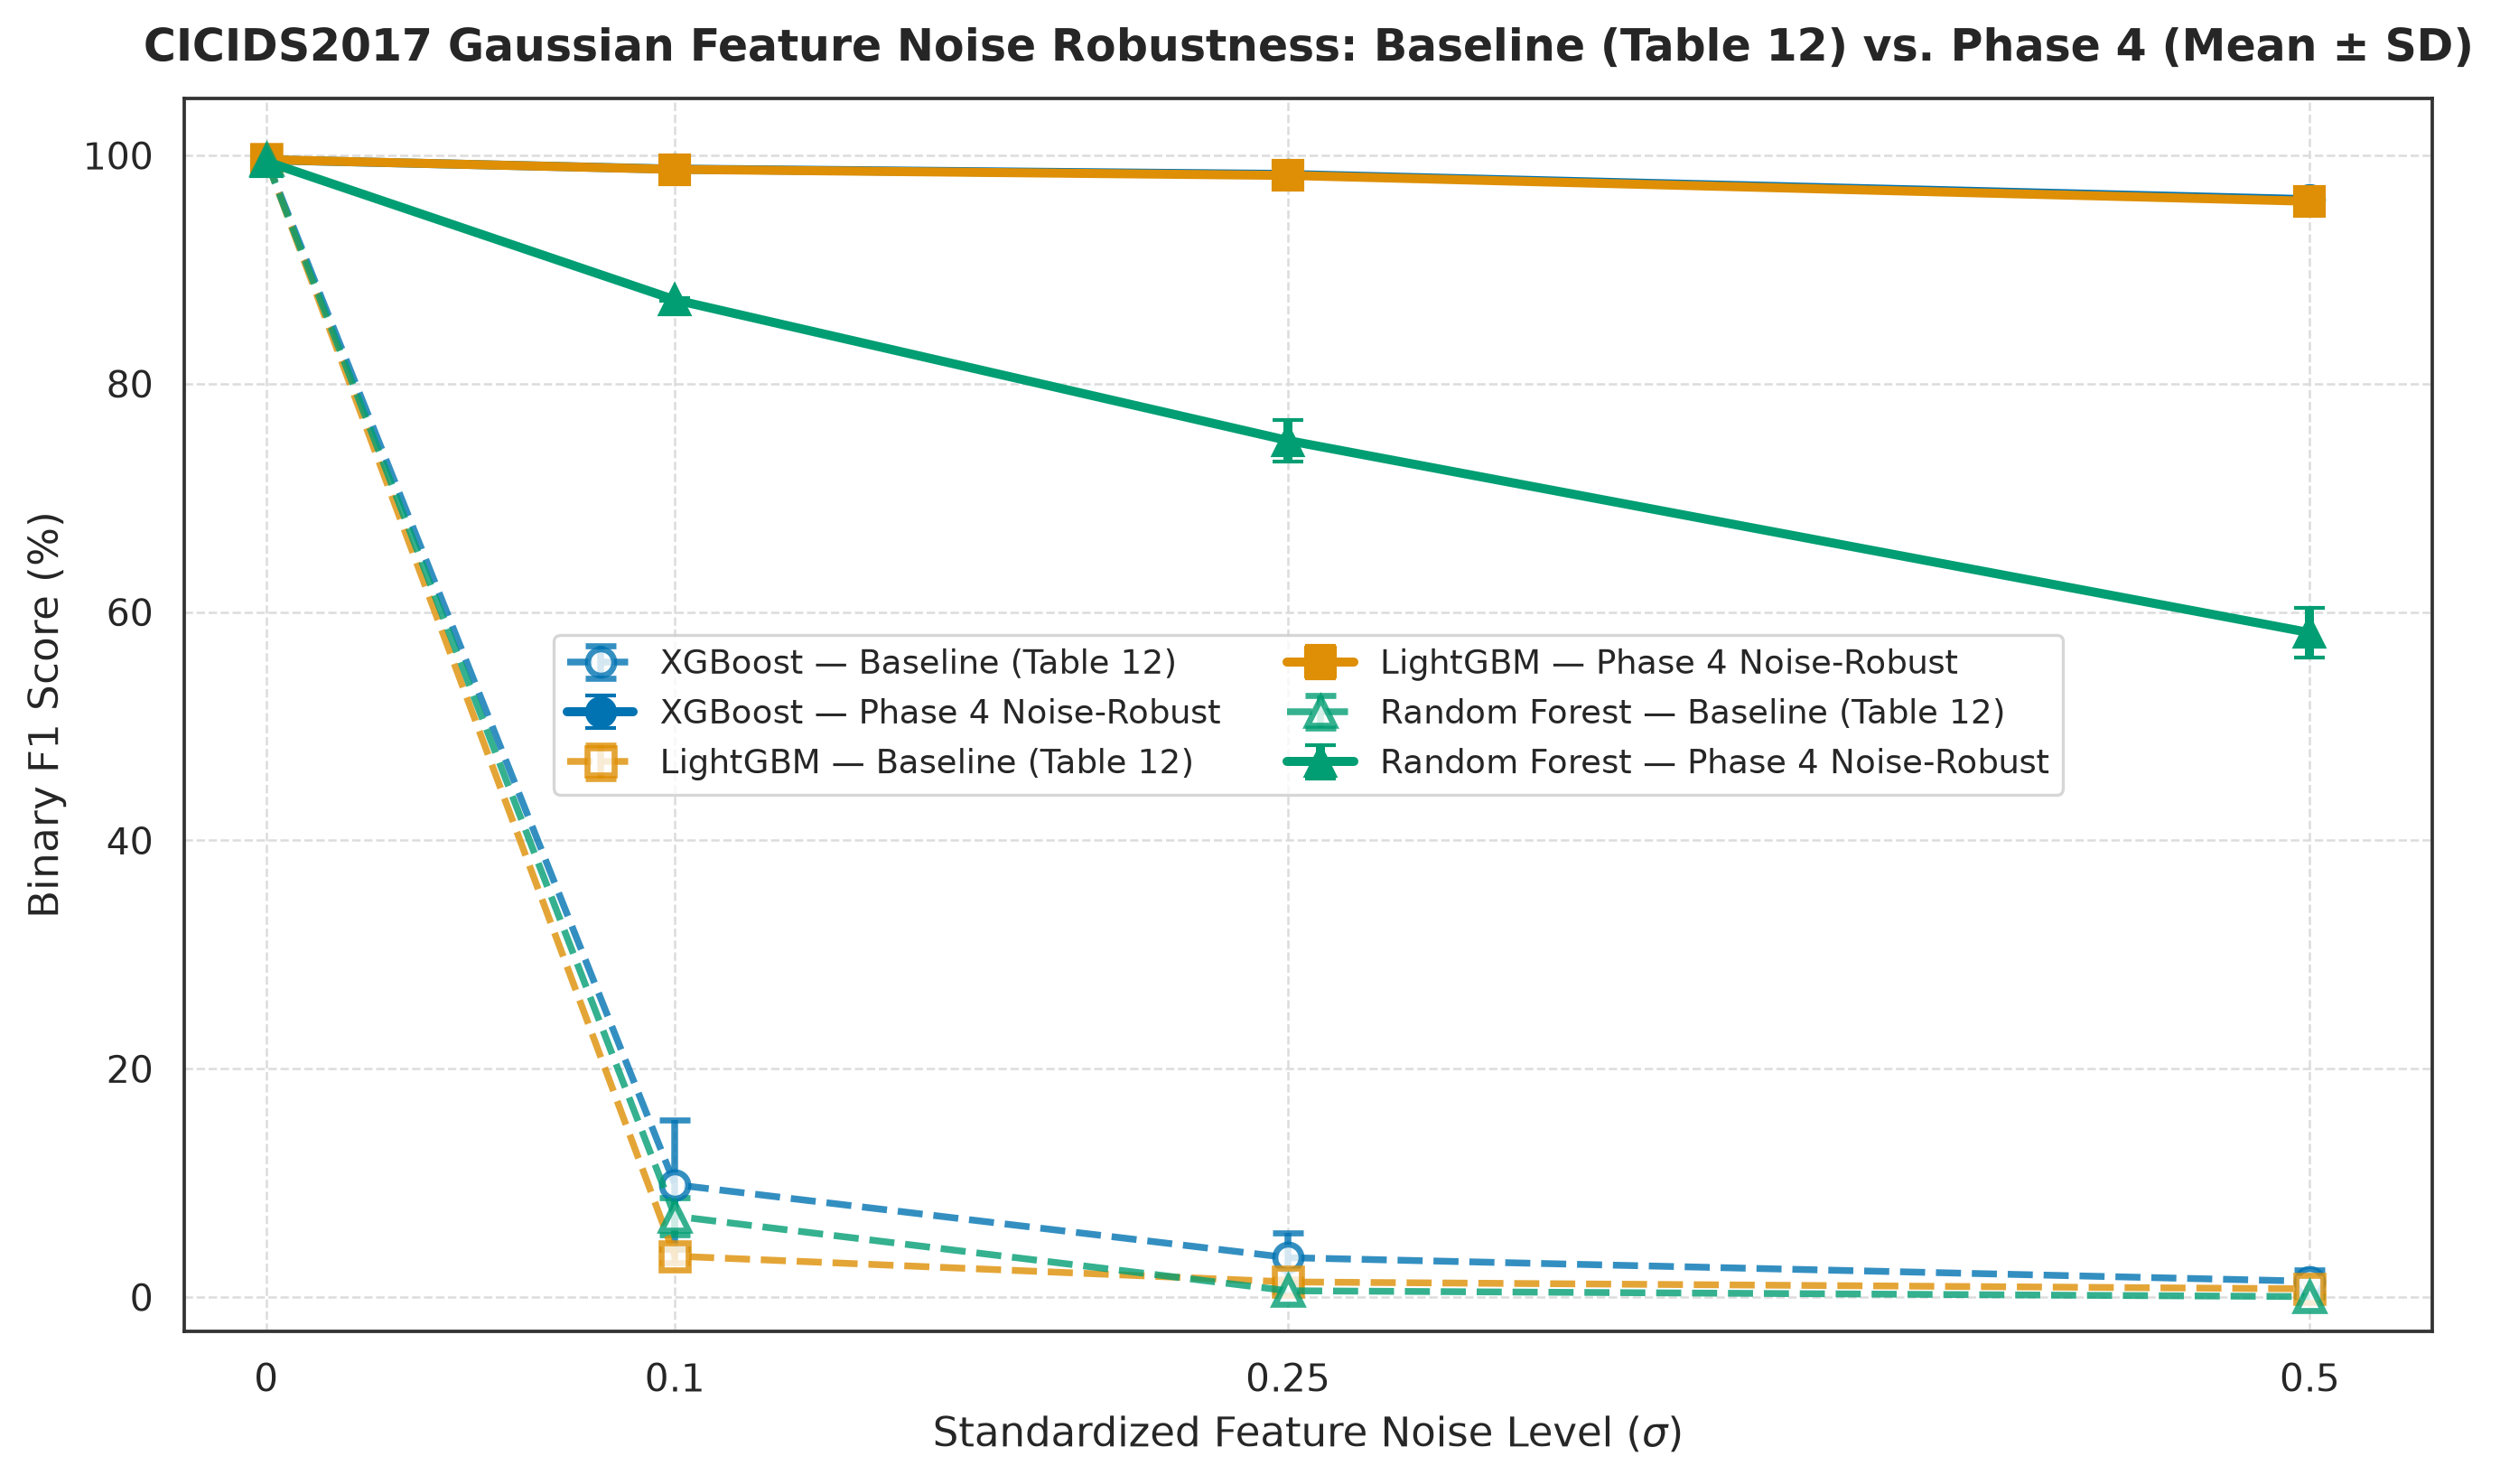 CICIDS2017 Gaussian Feature Noise Robustness: Baseline (Table 12) vs. Phase 4 (Mean ± SD)
Binary F1 Score (%)
100
80
60
40
20
0
XGBoost — Baseline (Table 12)
XGBoost — Phase 4 Noise-Robust
LightGBM — Baseline (Table 12)
LightGBM — Phase 4 Noise-Robust
Random Forest — Baseline (Table 12)
Random Forest — Phase 4 Noise-Robust
0 0.1 0.25 0.5
Standardized Feature Noise Level (σ)